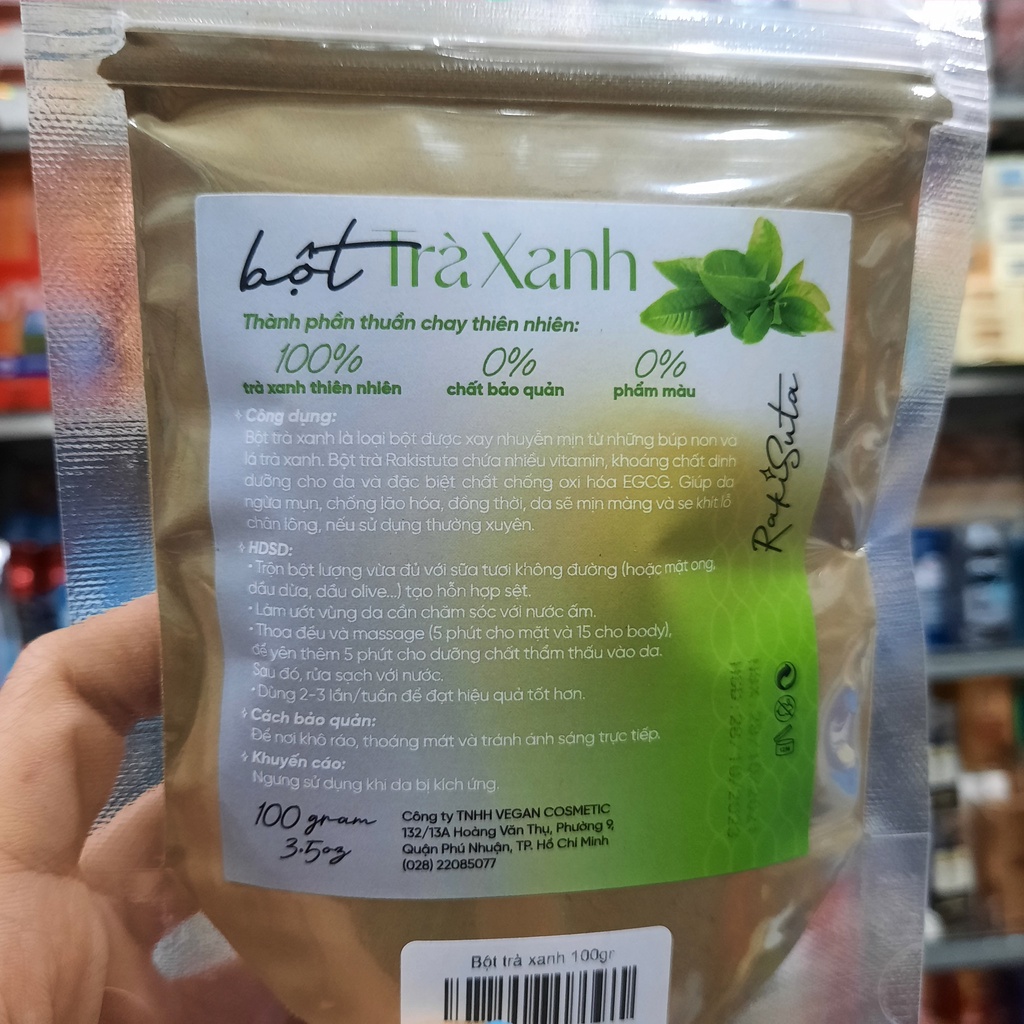 bột Trà Xanh
Thành phần thuần chay thiên nhiên:
100% 0% 0%
trà xanh thiên nhiên chất bảo quản phẩm màu
Công dụng:
Bột trà xanh là loại bột được xay nhuyễn mịn từ những búp non và
lá trà xanh. Bột trà Rakistuta chứa nhiều vitamin, khoáng chất dinh
dưỡng cho da và đặc biệt chất chống oxi hóa EGCG. Giúp da
ngừa mụn, chống lão hóa, đồng thời, da sẽ mịn màng và se khít lỗ
chân lông, nếu sử dụng thường xuyên.
HDSD:
• Trộn bột lượng vừa đủ với sữa tươi không đường (hoặc mật ong,
dầu dừa, dầu olive...) tạo hỗn hợp sệt.
• Làm ướt vùng da cần chăm sóc với nước ấm.
• Thoa đều và massage (5 phút cho mặt và 15 cho body),
để yên thêm 5 phút cho dưỡng chất thẩm thấu vào da.
Sau đó, rửa sạch với nước.
• Dùng 2-3 lần/tuần để đạt hiệu quả tốt hơn.
Cách bảo quản:
Để nơi khô ráo, thoáng mát và tránh ánh sáng trực tiếp.
Khuyến cáo:
Ngưng sử dụng khi da bị kích ứng.
100 gram
3.5oz
Công ty TNHH VEGAN COSMETIC
132/13A Hoàng Văn Thụ, Phường 9,
Quận Phú Nhuận, TP. Hồ Chí Minh
(028) 22085077
RakiSuta
Bột trà xanh 100gr